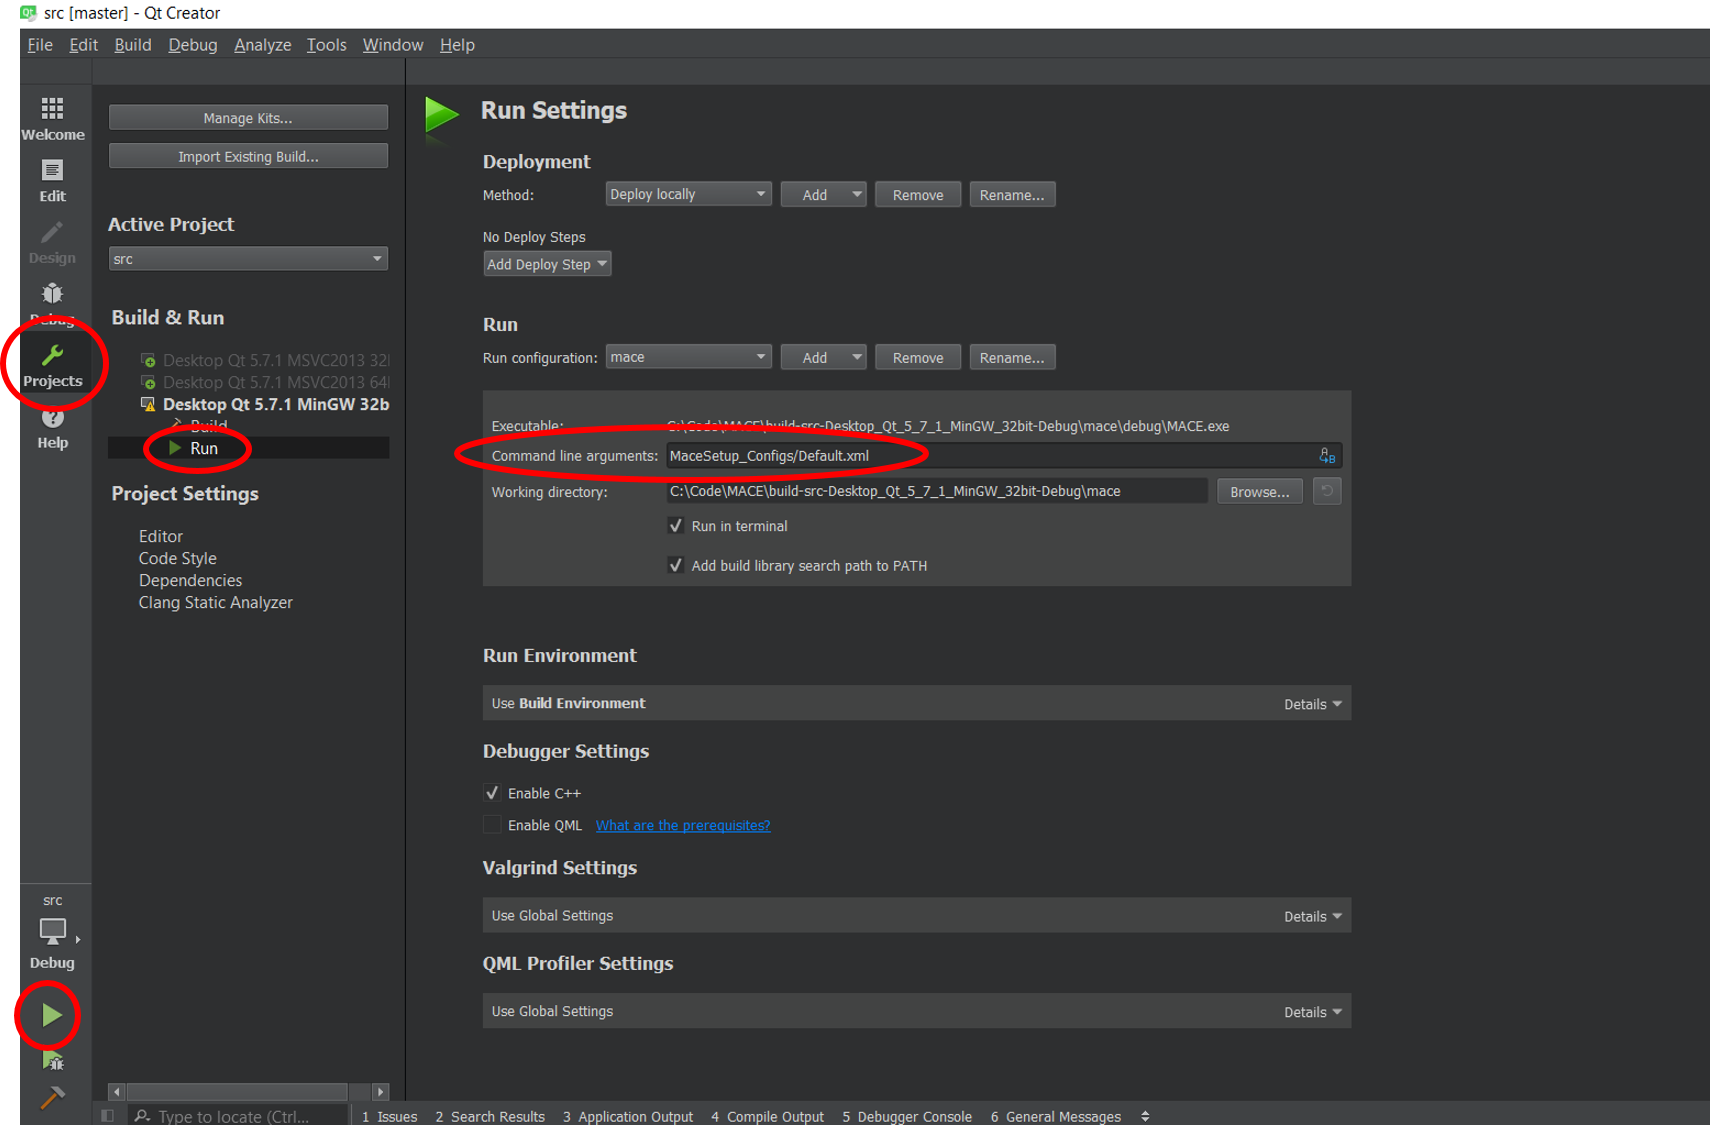 src [master] - Qt Creator
File Edit Build Debug Analyze Tools Window Help
Welcome
Edit
Design
Debug
Projects
Help
Manage Kits...
Import Existing Build...
Active Project
src
Build & Run
Desktop Qt 5.7.1 MSVC2013 32
Desktop Qt 5.7.1 MSVC2013 64
Desktop Qt 5.7.1 MinGW 32b
Build
Run
Project Settings
Editor
Code Style
Dependencies
Clang Static Analyzer
Run Settings
Deployment
Method: Deploy locally Add Remove Rename...
No Deploy Steps
Add Deploy Step
Run
Run configuration: mace Add Remove Rename...
Executable: C:\Code\MACE\build-src-Desktop_Qt_5_7_1_MinGW_32bit-Debug\mace\debug\MACE.exe
Command line arguments: MaceSetup_Configs/Default.xml
Working directory: C:\Code\MACE\build-src-Desktop_Qt_5_7_1_MinGW_32bit-Debug\mace Browse...
Run in terminal
Add build library search path to PATH
Run Environment
Use Build Environment Details
Debugger Settings
Enable C++
Enable QML What are the prerequisites?
Valgrind Settings
Use Global Settings Details
QML Profiler Settings
Use Global Settings Details
src
Debug
Type to locate (Ctrl... 1 Issues 2 Search Results 3 Application Output 4 Compile Output 5 Debugger Console 6 General Messages